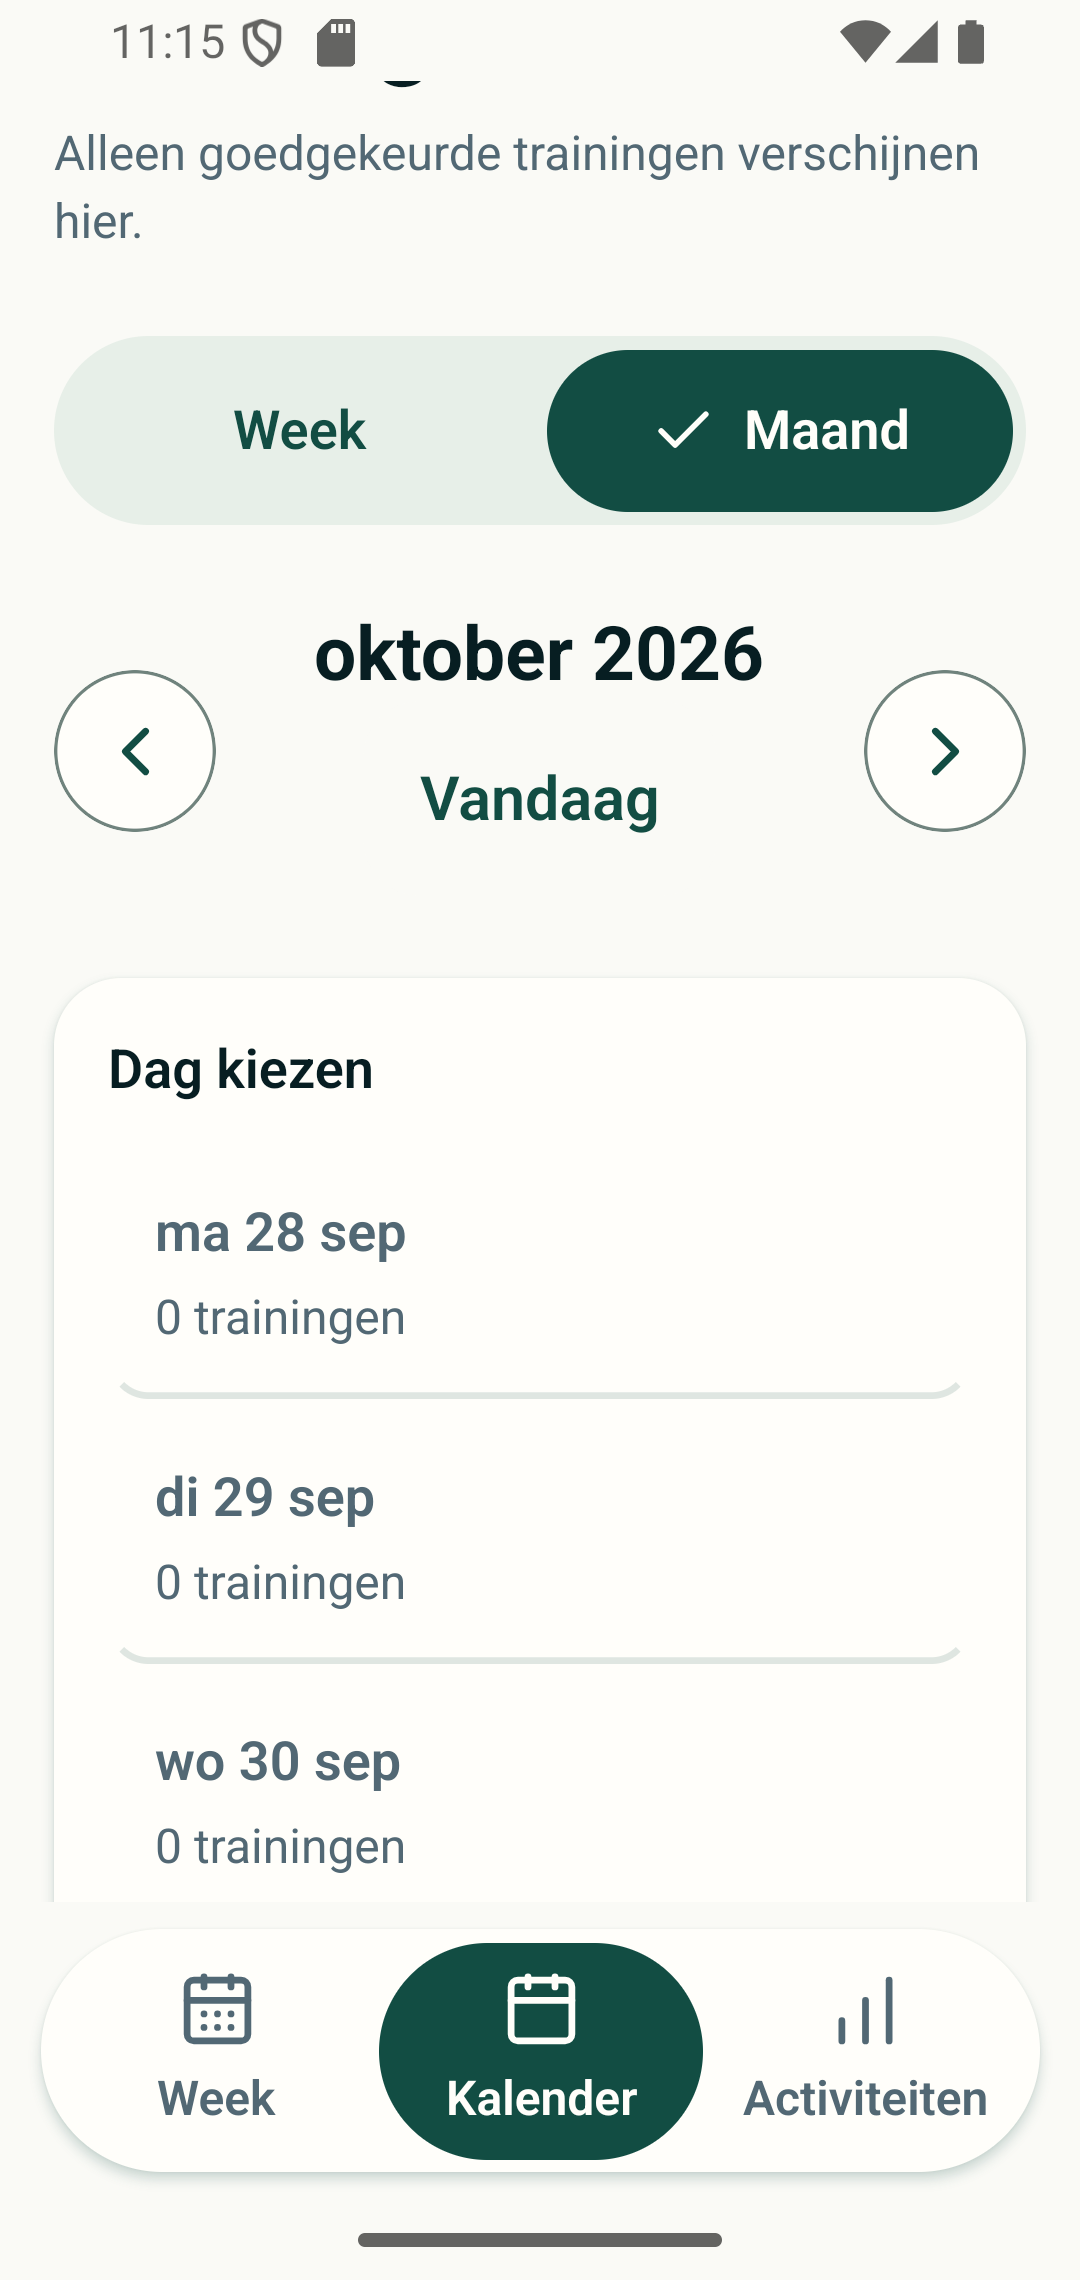 11:15
Alleen goedgekeurde trainingen verschijnen
hier.
Week
Maand
oktober 2026
Vandaag
Dag kiezen
ma 28 sep
0 trainingen
di 29 sep
0 trainingen
wo 30 sep
0 trainingen
Week
Kalender
Activiteiten